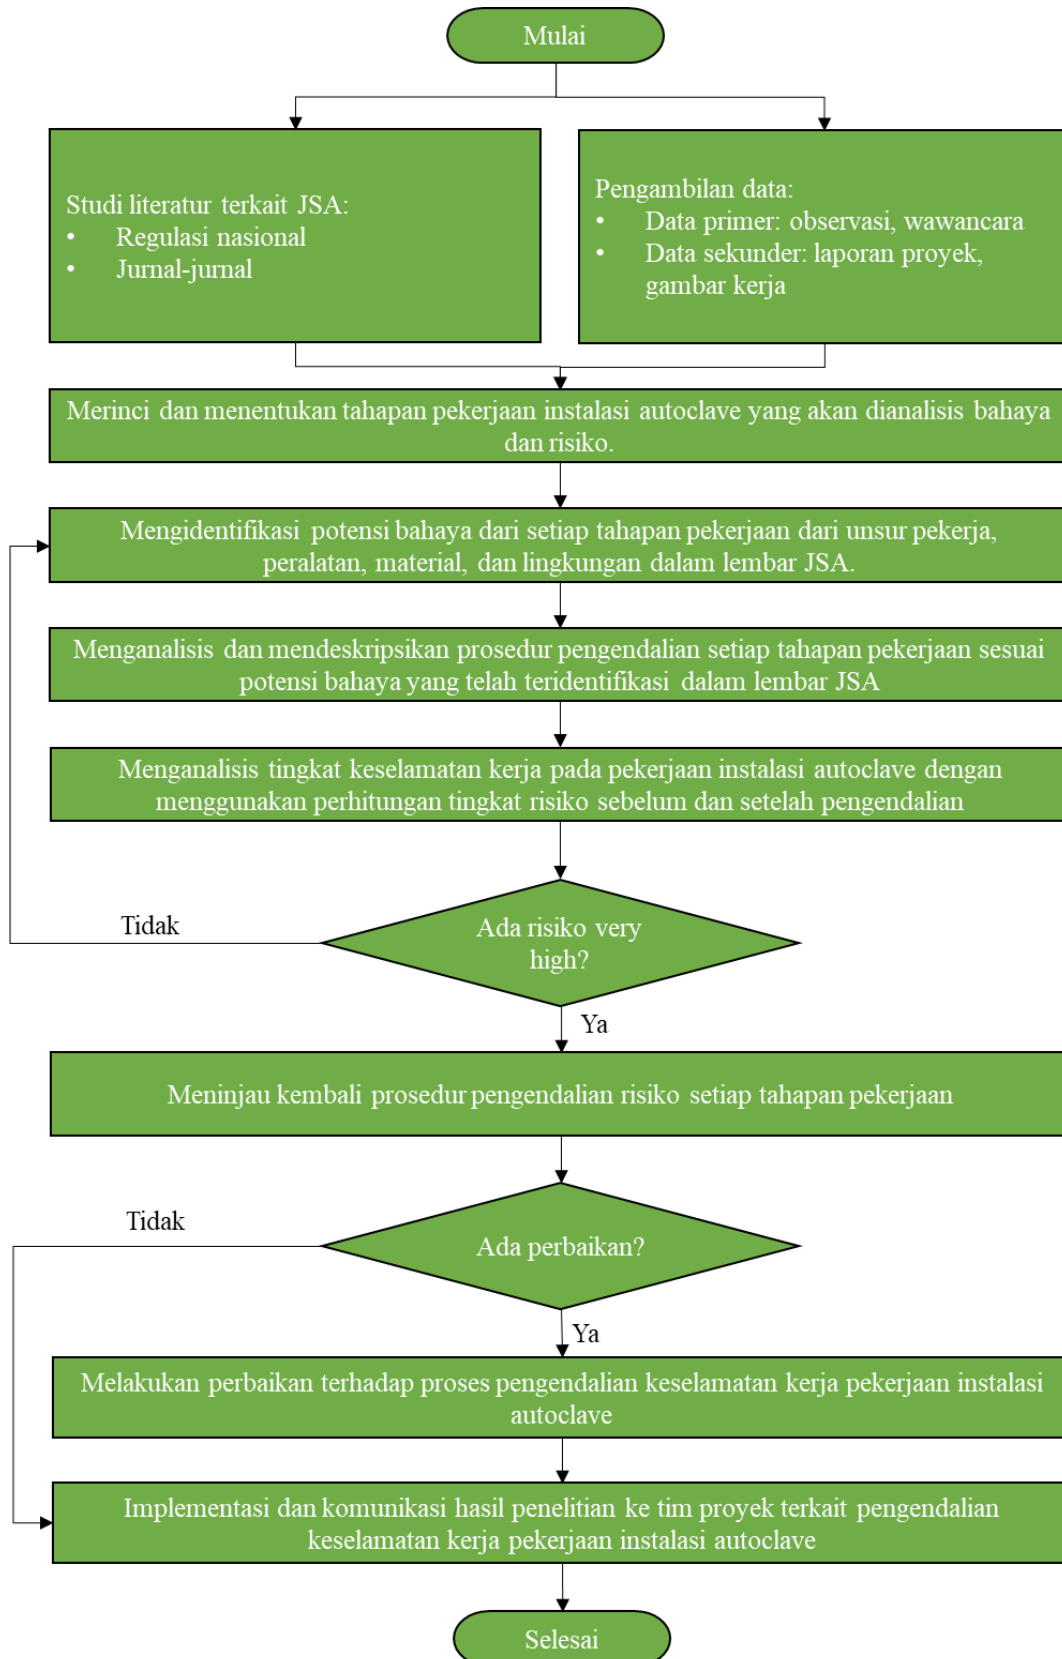 Mulai
Studi literatur terkait JSA:
• Regulasi nasional
• Jurnal-jurnal
Pengambilan data:
• Data primer: observasi, wawancara
• Data sekunder: laporan proyek,
gambar kerja
Merinci dan menentukan tahapan pekerjaan instalasi autoclave yang akan dianalisis bahaya
dan risiko.
Mengidentifikasi potensi bahaya dari setiap tahapan pekerjaan dari unsur pekerja,
peralatan, material, dan lingkungan dalam lembar JSA.
Menganalisis dan mendeskripsikan prosedur pengendalian setiap tahapan pekerjaan sesuai
potensi bahaya yang telah teridentifikasi dalam lembar JSA
Menganalisis tingkat keselamatan kerja pada pekerjaan instalasi autoclave dengan
menggunakan perhitungan tingkat risiko sebelum dan setelah pengendalian
Tidak
Ada risiko very
high?
Ya
Meninjau kembali prosedur pengendalian risiko setiap tahapan pekerjaan
Tidak
Ada perbaikan?
Ya
Melakukan perbaikan terhadap proses pengendalian keselamatan kerja pekerjaan instalasi
autoclave
Implementasi dan komunikasi hasil penelitian ke tim proyek terkait pengendalian
keselamatan kerja pekerjaan instalasi autoclave
Selesai